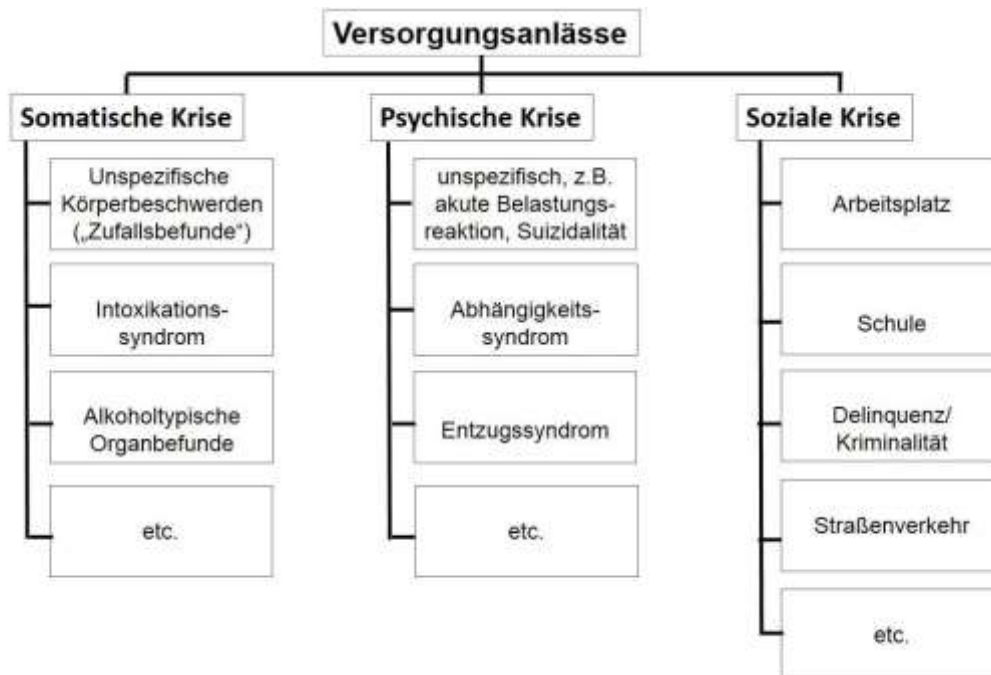 Versorgungsanlässe
Somatische Krise
Unspezifische
Körperbeschwerden
(„Zufallsbefunde“)
Intoxikations-
syndrom
Alkoholtypische
Organbefunde
etc.
Psychische Krise
unspezifisch, z.B.
akute Belastungs-
reaktion, Suizidalität
Abhängigkeits-
syndrom
Entzugssyndrom
etc.
Soziale Krise
Arbeitsplatz
Schule
Delinquenz/
Kriminalität
Straßenverkehr
etc.